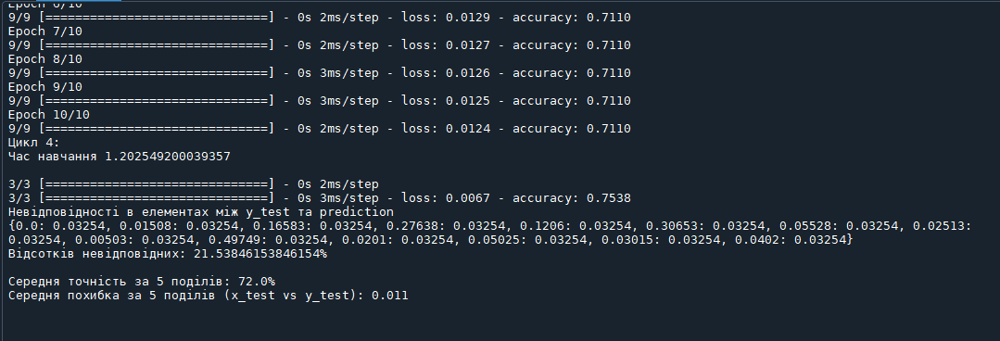 Epoch 6/10
9/9 [==============================] - 0s 2ms/step - loss: 0.0129 - accuracy: 0.7110
Epoch 7/10
9/9 [==============================] - 0s 2ms/step - loss: 0.0127 - accuracy: 0.7110
Epoch 8/10
9/9 [==============================] - 0s 3ms/step - loss: 0.0126 - accuracy: 0.7110
Epoch 9/10
9/9 [==============================] - 0s 3ms/step - loss: 0.0125 - accuracy: 0.7110
Epoch 10/10
9/9 [==============================] - 0s 2ms/step - loss: 0.0124 - accuracy: 0.7110
Цикл 4:
Час навчання 1.202549200039357
3/3 [==============================] - 0s 2ms/step
3/3 [==============================] - 0s 3ms/step - loss: 0.0067 - accuracy: 0.7538
Невідповідності в елементах між y_test та prediction
{0.0: 0.03254, 0.01508: 0.03254, 0.16583: 0.03254, 0.27638: 0.03254, 0.1206: 0.03254, 0.30653: 0.03254, 0.05528: 0.03254, 0.02513:
0.03254, 0.00503: 0.03254, 0.49749: 0.03254, 0.0201: 0.03254, 0.05025: 0.03254, 0.03015: 0.03254, 0.0402: 0.03254}
Відсотків невідповідних: 21.53846153846154%
Середня точність за 5 поділів: 72.0%
Середня похибка за 5 поділів (x_test vs y_test): 0.011